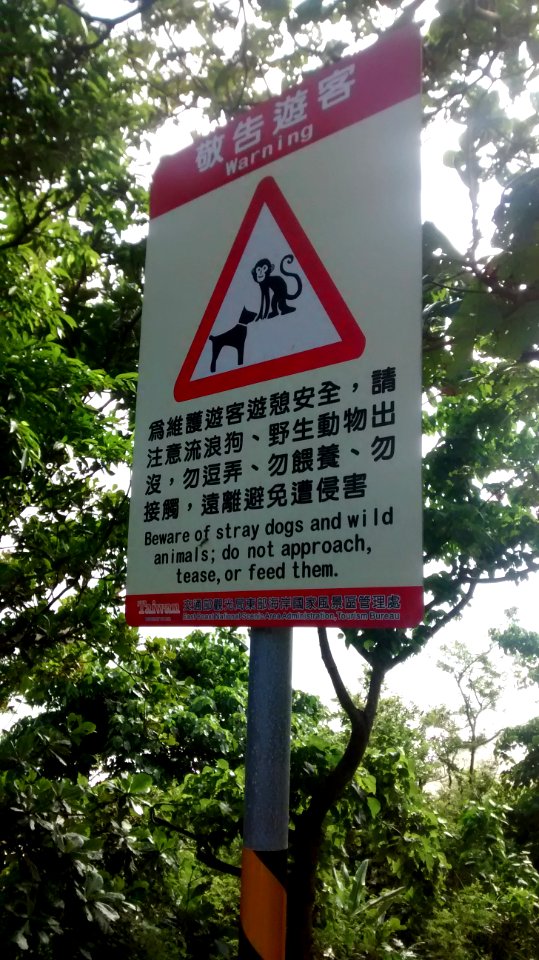 敬告遊客
Warning
為維護遊客遊憩安全，請
注意流浪狗、野生動物出
沒，勿逗弄、勿餵養、勿
接觸，遠離避免遭侵害
Beware of stray dogs and wild
animals; do not approach,
tease, or feed them.
Taiwan 交通部觀光局東部海岸國家風景區管理處
East Coast National Scenic Area Administration, Tourism Bureau